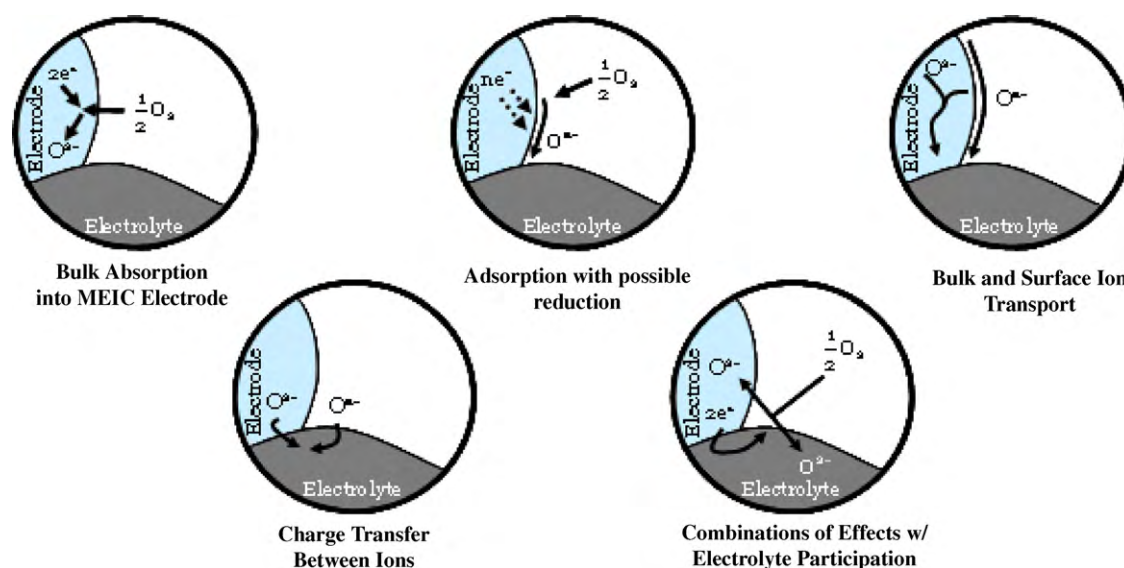 Electrode
2e⁻
½O₂
O²⁻
Electrolyte
Bulk Absorption
into MEIC Electrode
Electrode
ne⁻
½O₂
O²⁻
Electrolyte
Adsorption with possible
reduction
Electrode
O²⁻
O²⁻
Electrolyte
Bulk and Surface Ion
Transport
Electrode
O²⁻
O²⁻
Electrolyte
Charge Transfer
Between Ions
Electrode
O²⁻
½O₂
2e⁻
O²⁻
Electrolyte
Combinations of Effects w/
Electrolyte Participation